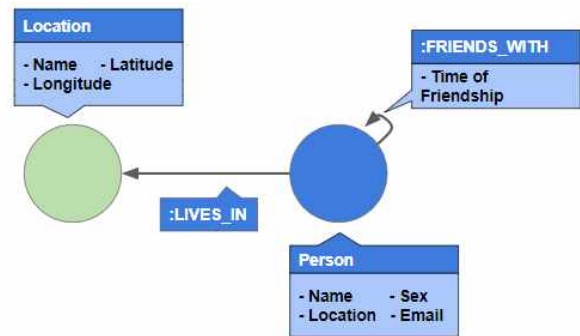 Location
- Name - Latitude
- Longitude
:FRIENDS_WITH
- Time of
Friendship
:LIVES_IN
Person
- Name - Sex
- Location - Email